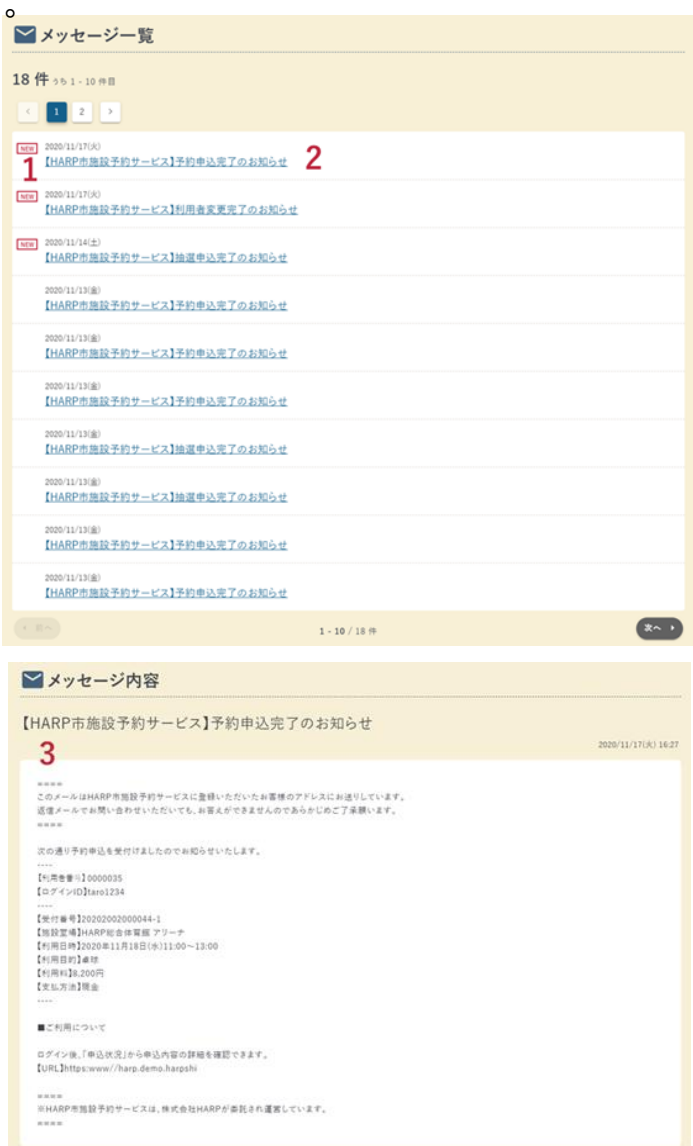 。
メッセージ一覧
18 件 うち 1 - 10 件目
< 1 2 >
NEW 2020/11/17(火)
1 【HARP市施設予約サービス】予約申込完了のお知らせ 2
NEW 2020/11/17(火)
【HARP市施設予約サービス】利用者変更完了のお知らせ
NEW 2020/11/14(土)
【HARP市施設予約サービス】抽選申込完了のお知らせ
2020/11/13(金)
【HARP市施設予約サービス】予約申込完了のお知らせ
2020/11/13(金)
【HARP市施設予約サービス】予約申込完了のお知らせ
2020/11/13(金)
【HARP市施設予約サービス】予約申込完了のお知らせ
2020/11/13(金)
【HARP市施設予約サービス】抽選申込完了のお知らせ
2020/11/13(金)
【HARP市施設予約サービス】抽選申込完了のお知らせ
2020/11/13(金)
【HARP市施設予約サービス】予約申込完了のお知らせ
2020/11/13(金)
【HARP市施設予約サービス】予約申込完了のお知らせ
前へ 1 - 10 / 18 件 次へ
メッセージ内容
【HARP市施設予約サービス】予約申込完了のお知らせ
3 2020/11/17(火) 16:27
====
このメールはHARP市施設予約サービスに登録いただいたお客様のアドレスにお送りしています。
返信メールでお問い合わせいただいても、お答えができませんのであらかじめご了承願います。
====
次の通り予約申込を受付けましたのでお知らせいたします。
----
【利用者番号】0000035
【ログインID】taro1234
----
【受付番号】20202002000044-1
【施設室場】HARP総合体育館 アリーナ
【利用日時】2020年11月18日(水)11:00～13:00
【利用目的】卓球
【利用料】8,200円
【支払方法】現金
----
■ご利用について
ログイン後、「申込状況」から申込内容の詳細を確認できます。
【URL】https:www//harp.demo.harpshi
====
※HARP市施設予約サービスは、株式会社HARPが委託され運営しています。
====